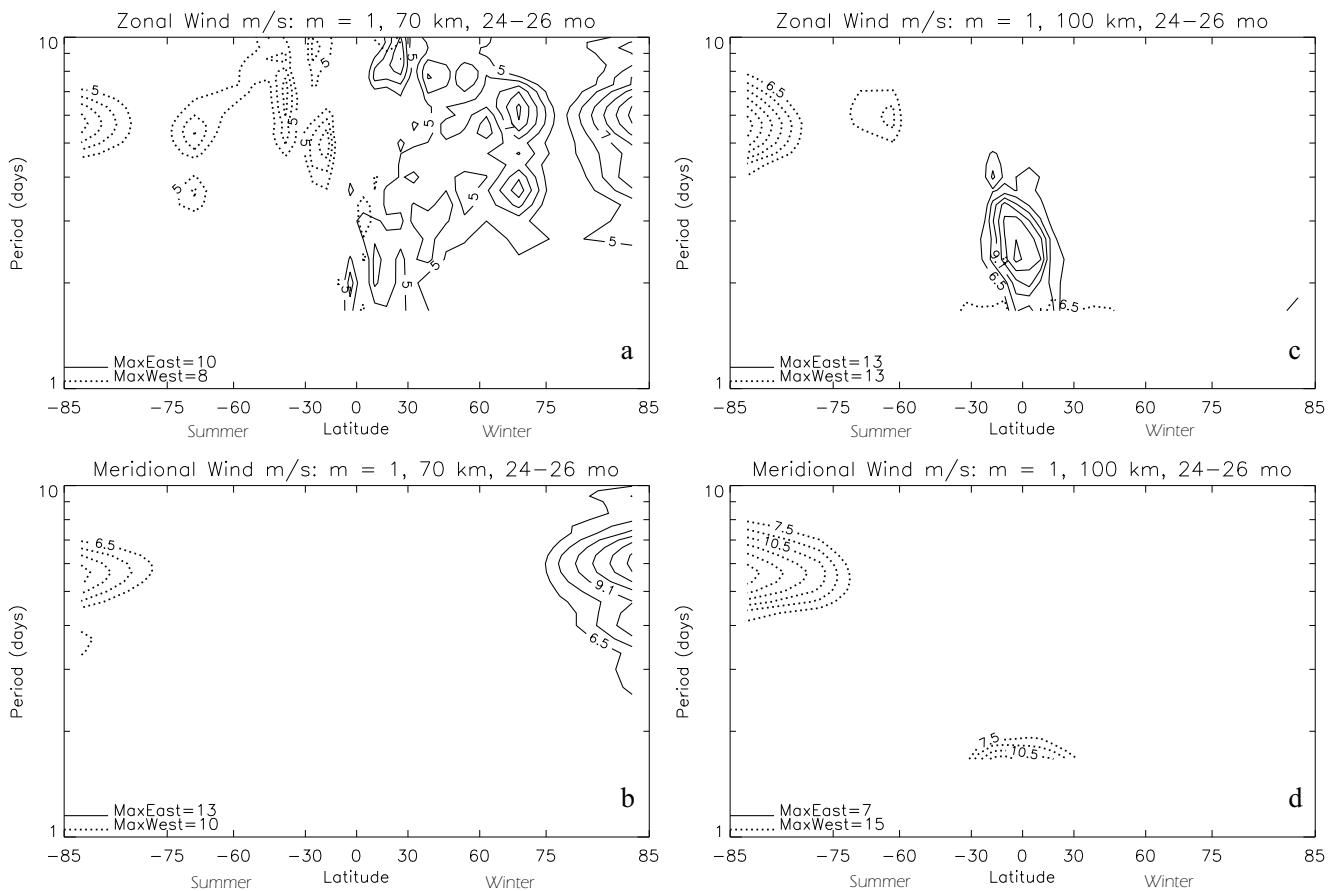 Zonal Wind m/s: m = 1, 70 km, 24−26 mo
10
Period (days)
5
5
5
5
5
5
5
5
5
5
5
5
7
5
a
MaxEast=10
MaxWest=8
1
−85 −75 −60 −30 0 30 60 75 85
Summer Latitude Winter
Zonal Wind m/s: m = 1, 100 km, 24−26 mo
10
Period (days)
6.5
6.5
6.5
c
MaxEast=13
MaxWest=13
1
−85 −75 −60 −30 0 30 60 75 85
Summer Latitude Winter
Meridional Wind m/s: m = 1, 70 km, 24−26 mo
10
Period (days)
6.5
9.1
6.5
b
MaxEast=13
MaxWest=10
1
−85 −75 −60 −30 0 30 60 75 85
Summer Latitude Winter
Meridional Wind m/s: m = 1, 100 km, 24−26 mo
10
Period (days)
7.5
10.5
7.5
10.5
d
MaxEast=7
MaxWest=15
1
−85 −75 −60 −30 0 30 60 75 85
Summer Latitude Winter